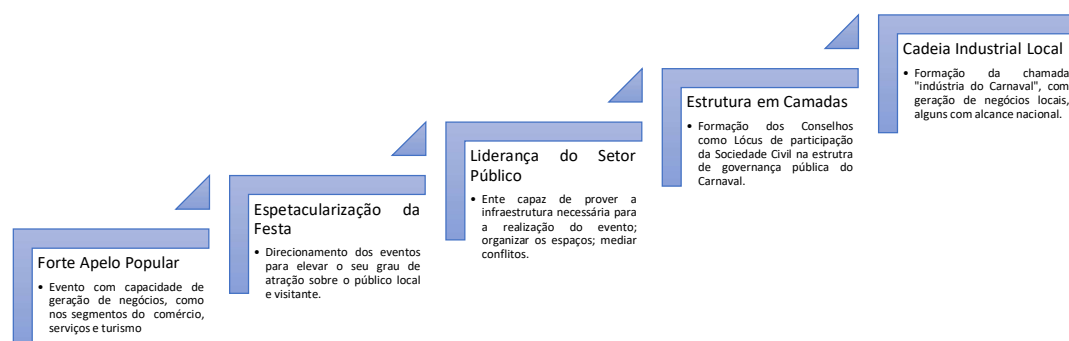 Forte Apelo Popular
• Evento com capacidade de
geração de negócios, como
nos segmentos do comércio,
serviços e turismo
Espetacularização da
Festa
• Direcionamento dos eventos
para elevar o seu grau de
atração sobre o público local
e visitante.
Liderança do Setor
Público
• Ente capaz de prover a
infraestrutura necessária para
a realização do evento;
organizar os espaços; mediar
conflitos.
Estrutura em Camadas
• Formação dos Conselhos
como Lócus de participação
da Sociedade Civil na estrutra
de governança pública do
Carnaval.
Cadeia Industrial Local
• Formação da chamada
"indústria do Carnaval", com
geração de negócios locais,
alguns com alcance nacional.